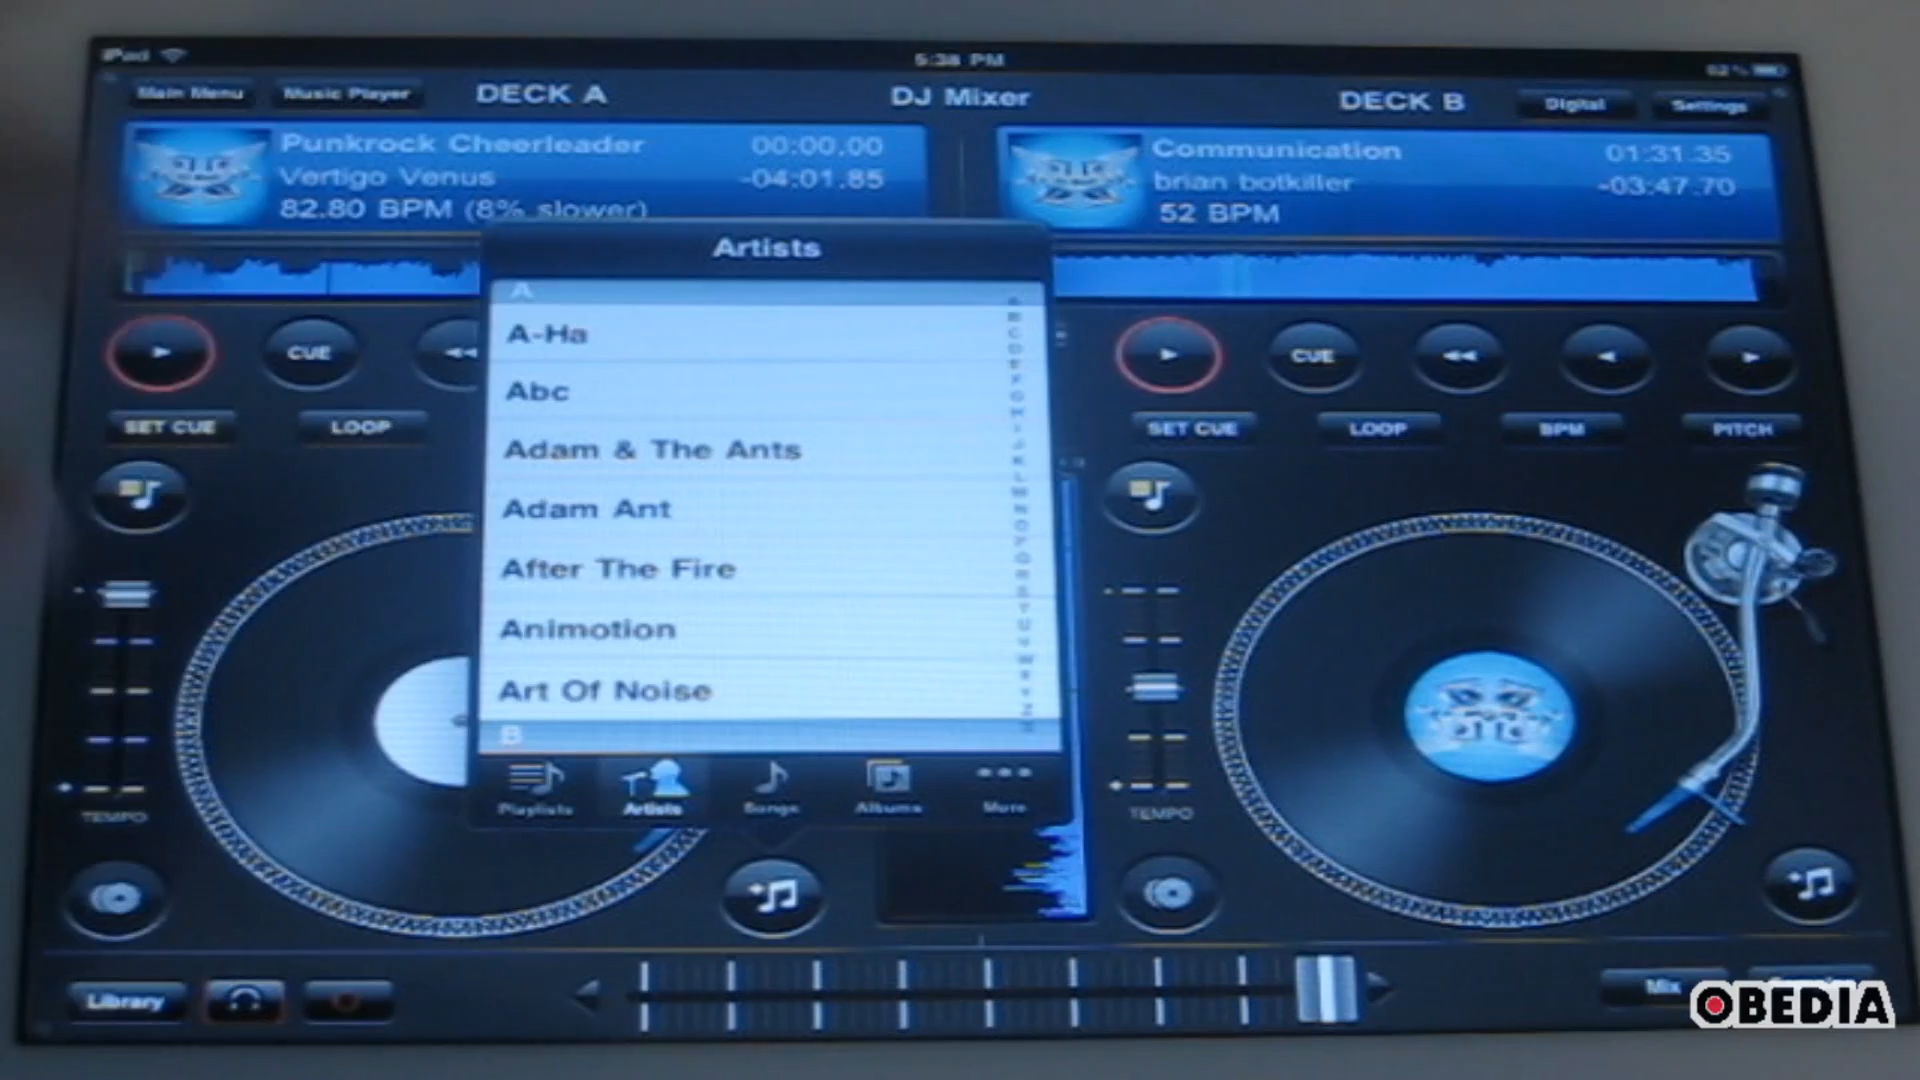 iPad 5:38 PM
Main Menu Music Player DECK A DJ Mixer DECK B Digital Settings
Punkrock Cheerleader 00:00.00
Vertigo Venus -04:01.85
82.80 BPM (8% slower)
Communication 01:31.35
brian botkiller -03:47.70
52 BPM
Artists
A
A-Ha
Abc
Adam & The Ants
Adam Ant
After The Fire
Animotion
Art Of Noise
B
Playlists Artists Songs Albums More
CUE CUE
SET CUE LOOP SET CUE LOOP BPM PITCH
TEMPO TEMPO
Library Mix
OBEDIA